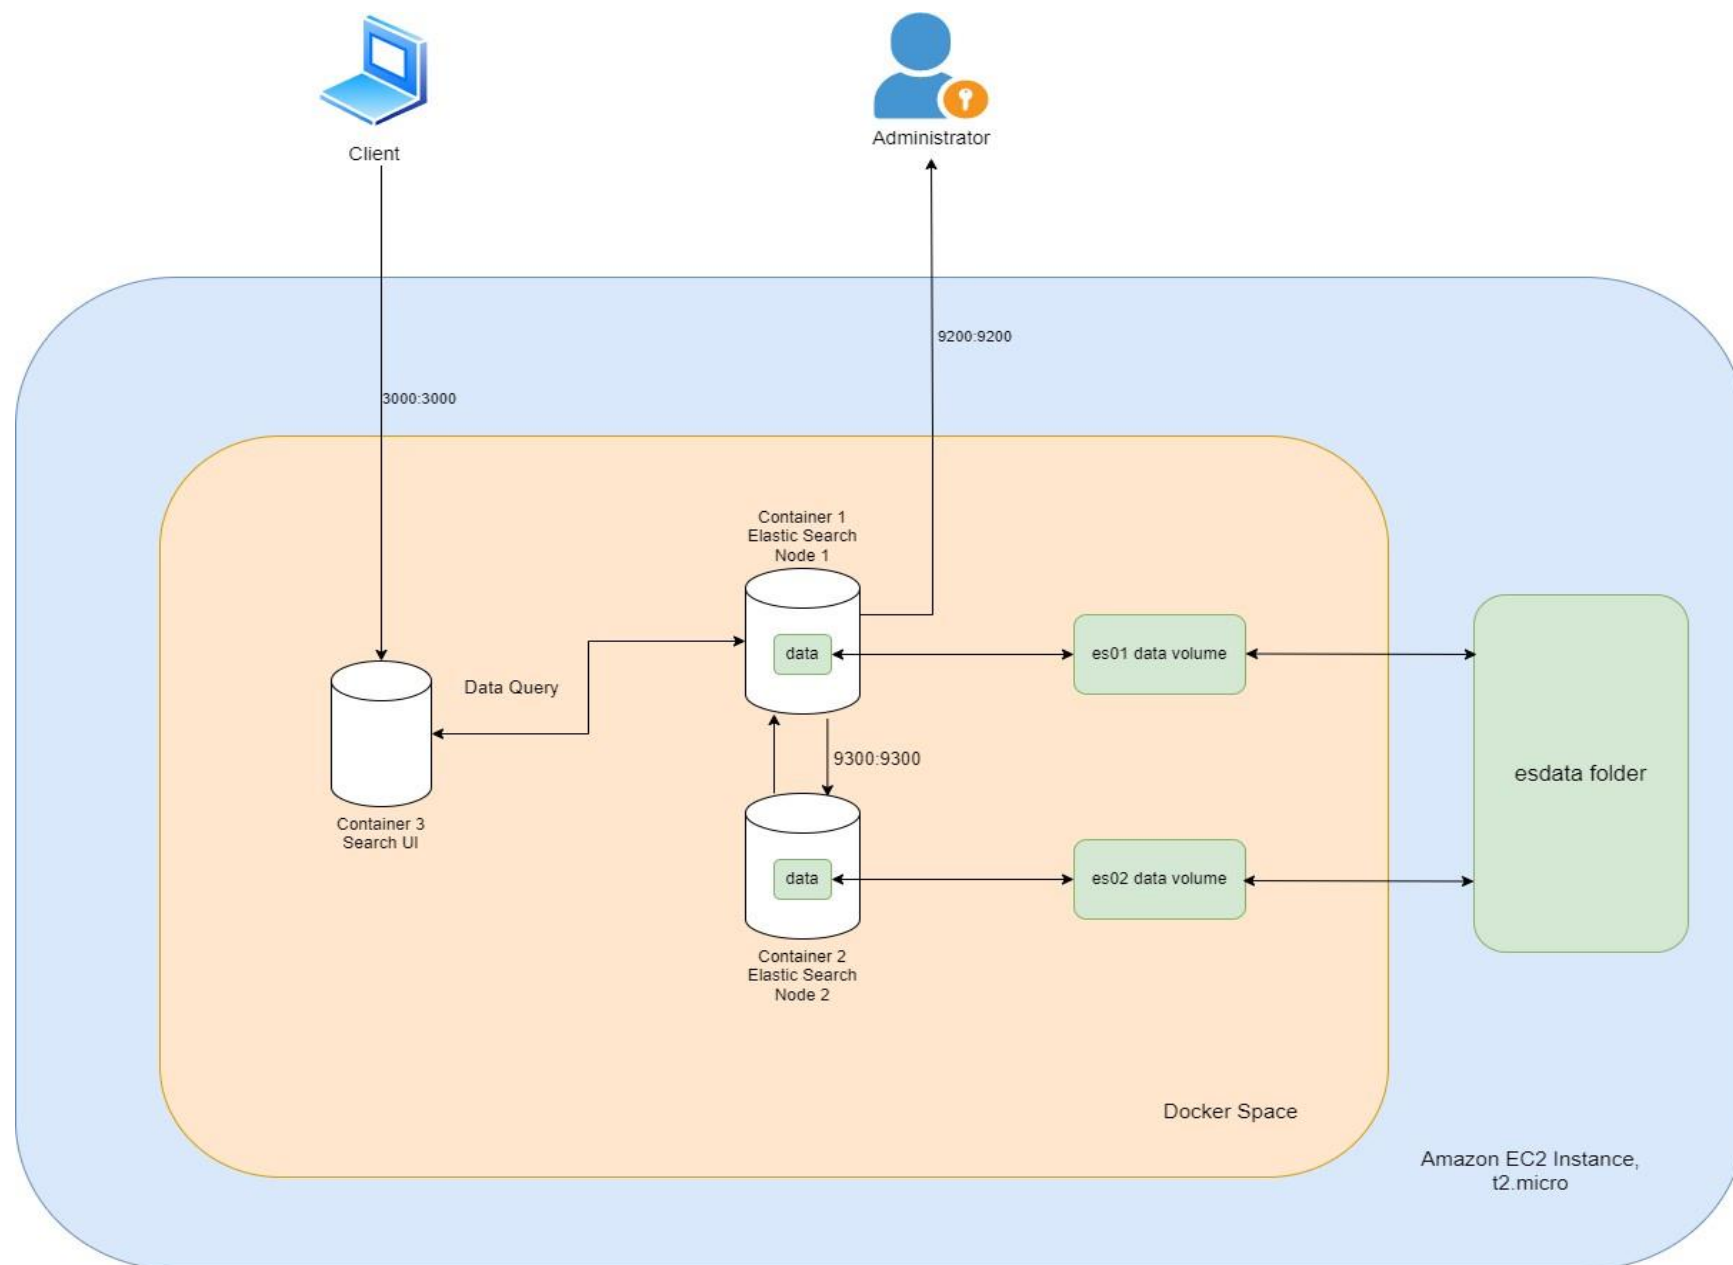 Client
Administrator
9200:9200
3000:3000
Container 1
Elastic Search
Node 1
data
es01 data volume
Data Query
9300:9300
esdata folder
Container 3
Search UI
data
es02 data volume
Container 2
Elastic Search
Node 2
Docker Space
Amazon EC2 Instance,
t2.micro